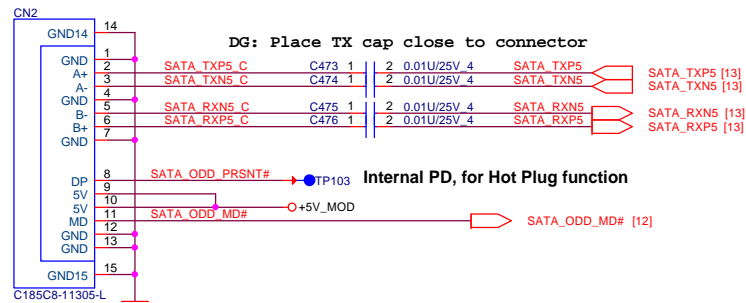 CN2
GND14 14
DG: Place TX cap close to connector
GND 1
A+ 2 SATA_TXP5_C C473 1 2 0.01U/25V_4 SATA_TXP5 SATA_TXP5 [13]
A- 3 SATA_TXN5_C C474 1 2 0.01U/25V_4 SATA_TXN5 SATA_TXN5 [13]
GND 4
B- 5 SATA_RXN5_C C475 1 2 0.01U/25V_4 SATA_RXN5 SATA_RXN5 [13]
B+ 6 SATA_RXP5_C C476 1 2 0.01U/25V_4 SATA_RXP5 SATA_RXP5 [13]
GND 7
DP 8 SATA_ODD_PRSNT# TP103 Internal PD, for Hot Plug function
5V 9
5V 10 +5V_MOD
MD 11 SATA_ODD_MD# SATA_ODD_MD# [12]
GND 12
GND 13
GND15 15
C185C8-11305-L